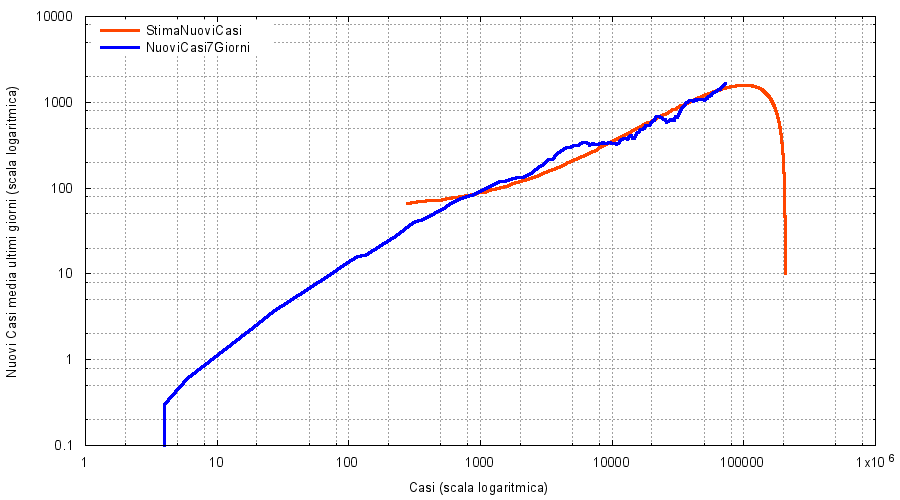 10000
StimaNuoviCasi
NuoviCasi7Giorni
1000
100
10
1
0.1
Nuovi Casi media ultimi giorni (scala logaritmica)
1
10
100
1000
10000
100000
1x10 6
Casi (scala logaritmica)